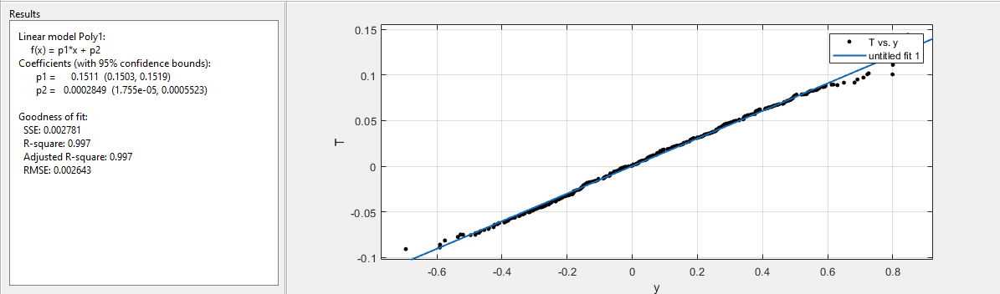 Results
Linear model Poly1:
f(x) = p1*x + p2
Coefficients (with 95% confidence bounds):
p1 = 0.1511 (0.1503, 0.1519)
p2 = 0.0002849 (1.755e-05, 0.0005523)
Goodness of fit:
SSE: 0.002781
R-square: 0.997
Adjusted R-square: 0.997
RMSE: 0.002643
T vs. y
untitled fit 1
0.15
0.1
0.05
0
-0.05
-0.1
T
-0.6 -0.4 -0.2 0 0.2 0.4 0.6 0.8
y